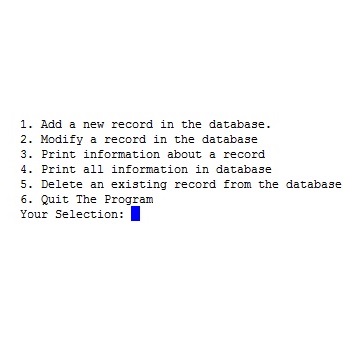 1. Add a new record in the database.
2. Modify a record in the database
3. Print information about a record
4. Print all information in database
5. Delete an existing record from the database
6. Quit The Program
Your Selection: